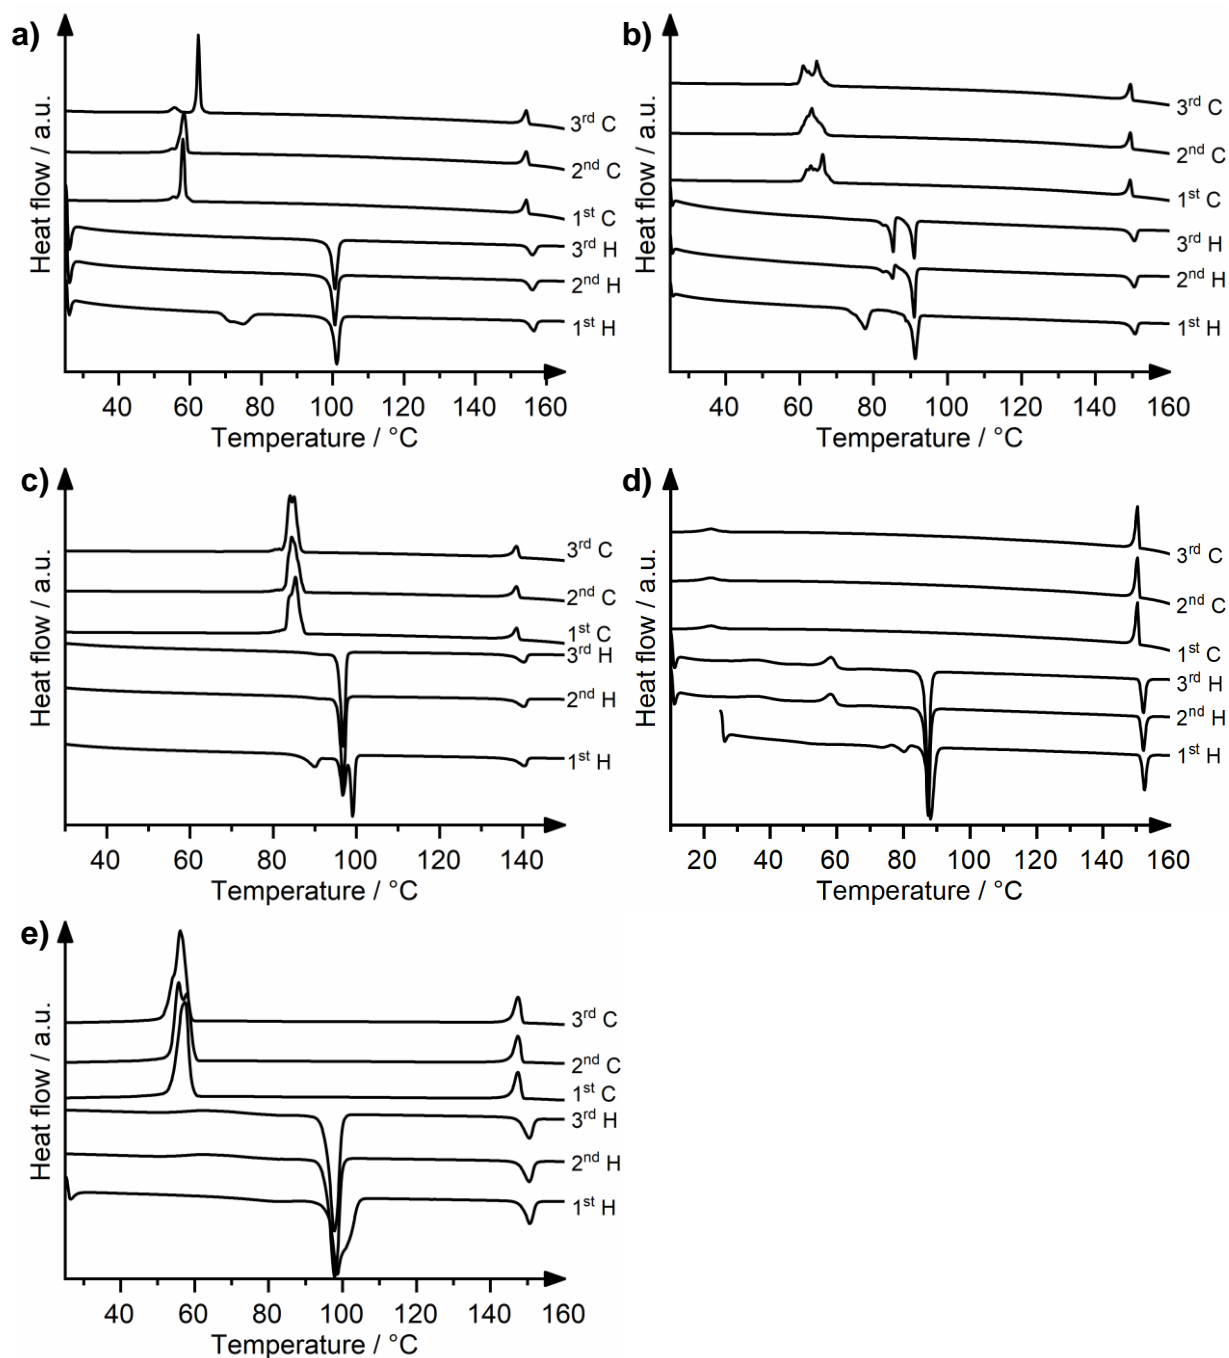 a)
Heat flow / a.u.
3rd C
2nd C
1st C
3rd H
2nd H
1st H
40 60 80 100 120 140 160
Temperature / °C
b)
Heat flow / a.u.
3rd C
2nd C
1st C
3rd H
2nd H
1st H
40 60 80 100 120 140 160
Temperature / °C
c)
Heat flow / a.u.
3rd C
2nd C
1st C
3rd H
2nd H
1st H
40 60 80 100 120 140
Temperature / °C
d)
Heat flow / a.u.
3rd C
2nd C
1st C
3rd H
2nd H
1st H
20 40 60 80 100 120 140 160
Temperature / °C
e)
Heat flow / a.u.
3rd C
2nd C
1st C
3rd H
2nd H
1st H
40 60 80 100 120 140 160
Temperature / °C